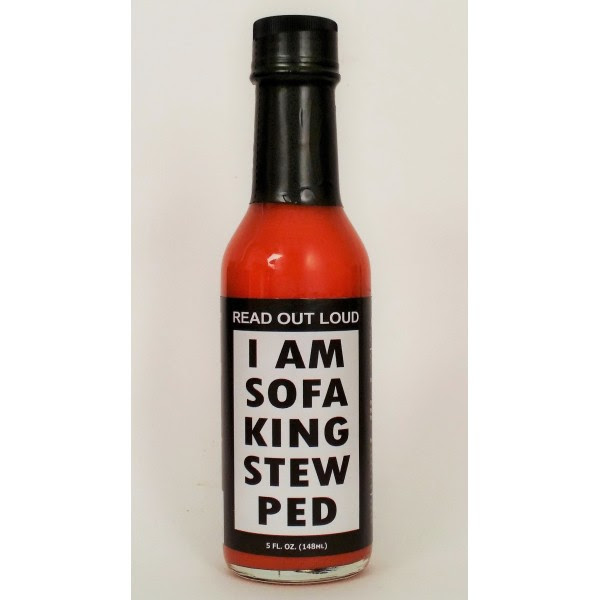 READ OUT LOUD
I AM
SOFA
KING
STEW
PED
5 FL. OZ. (148ML)